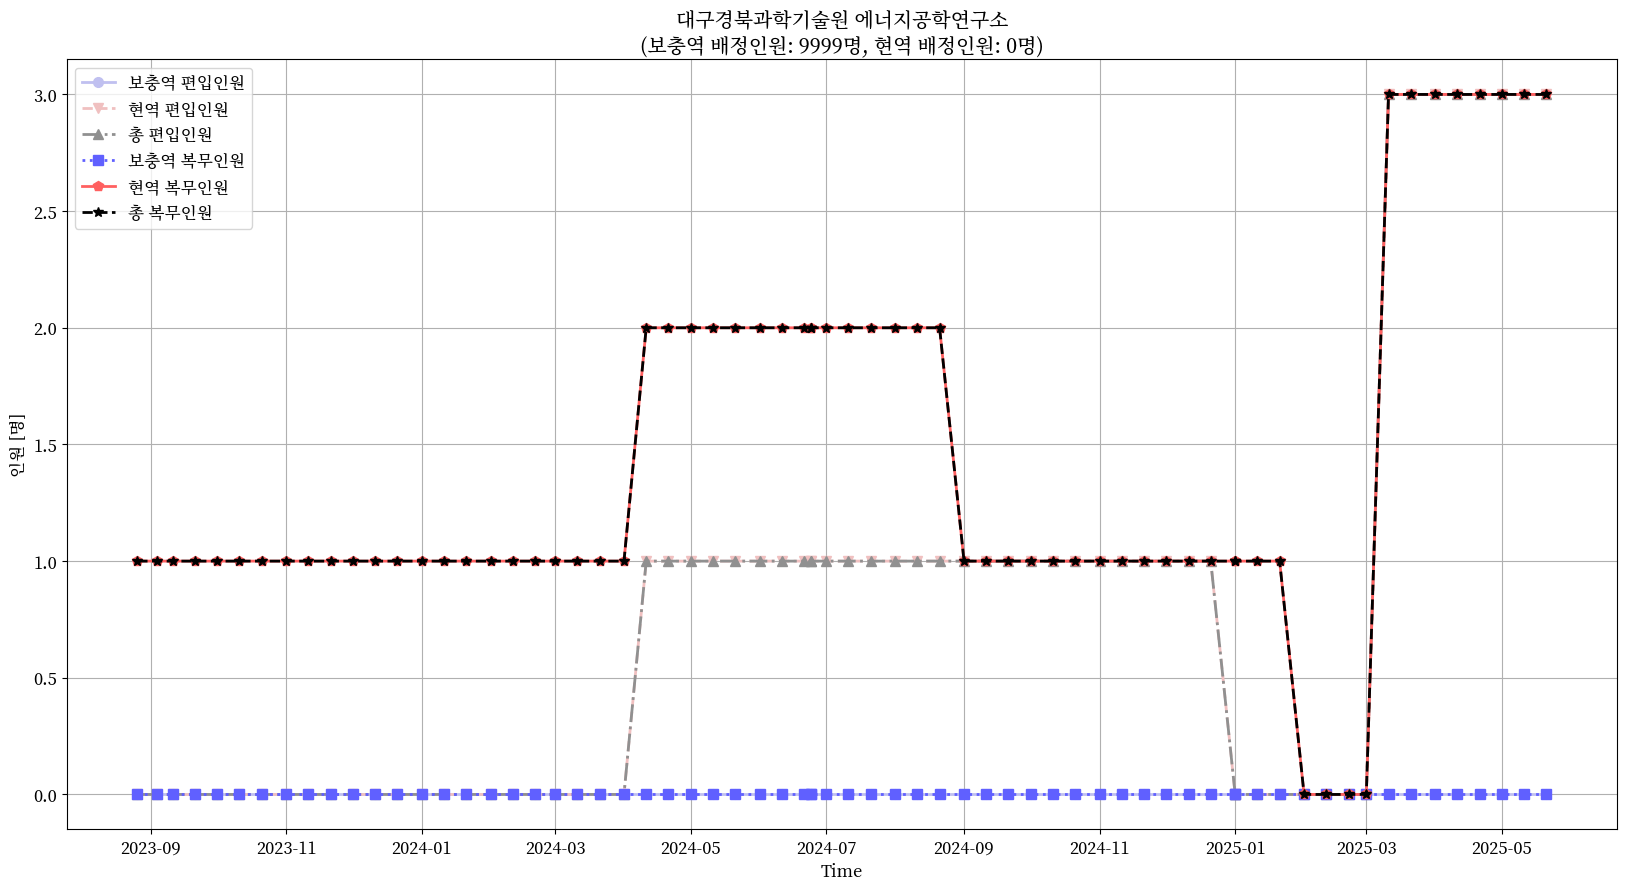 대구경북과학기술원 에너지공학연구소
(보충역 배정인원: 9999명, 현역 배정인원: 0명)
보충역 편입인원
현역 편입인원
총 편입인원
보충역 복무인원
현역 복무인원
총 복무인원
인원 [명]
3.0
2.5
2.0
1.5
1.0
0.5
0.0
2023-09
2023-11
2024-01
2024-03
2024-05
2024-07
2024-09
2024-11
2025-01
2025-03
2025-05
Time